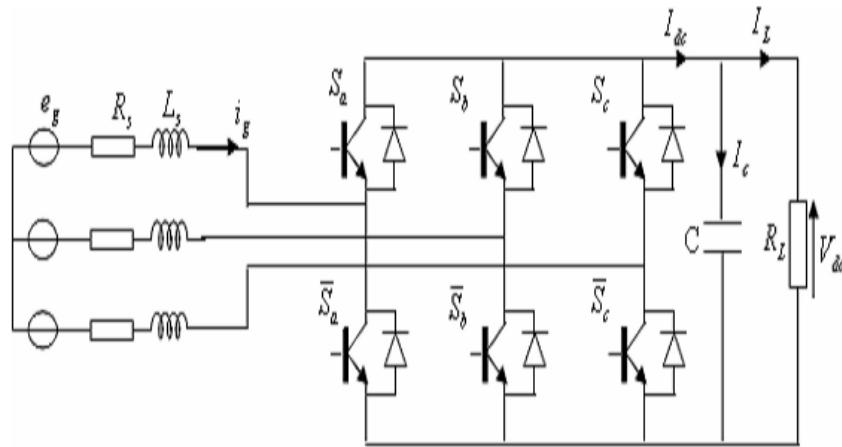 I_dc I_L
S_a S_b S_c
e_g R_s L_s i_g
I_c
C R_L V_dc
S̄_a S̄_b S̄_c